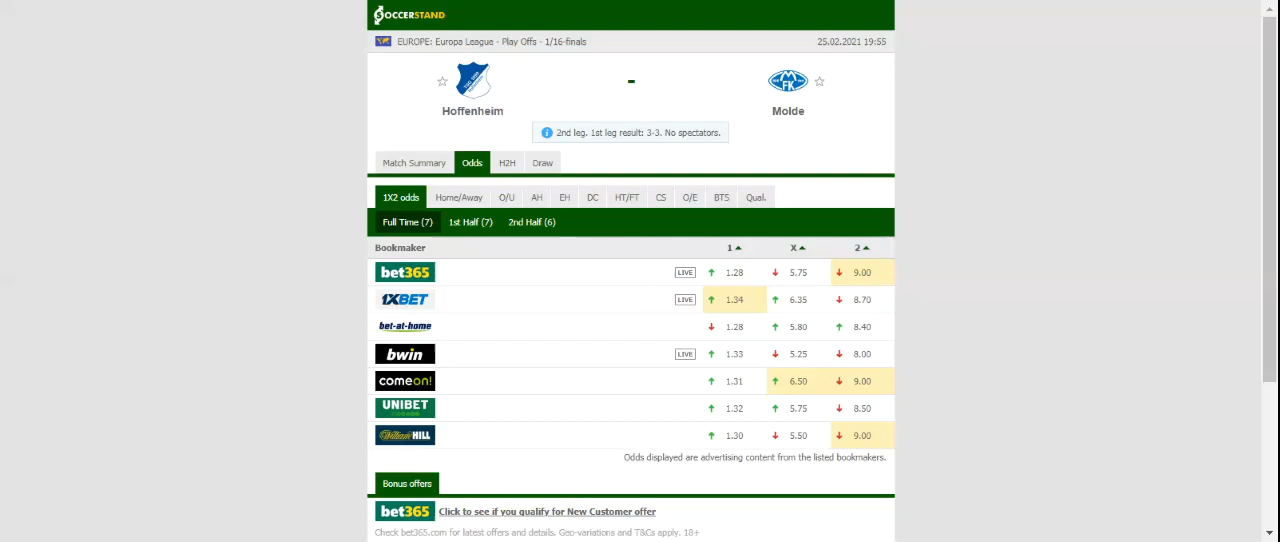 SOCCERSTAND
EUROPE: Europa League - Play Offs - 1/16-finals 25.02.2021 19:55
-
Hoffenheim Molde
2nd leg. 1st leg result: 3-3. No spectators.
Match Summary Odds H2H Draw
1X2 odds Home/Away O/U AH EH DC HT/FT CS O/E BTS Qual.
Full Time (7) 1st Half (7) 2nd Half (6)
Bookmaker 1 X 2
bet365 LIVE 1.28 5.75 9.00
1XBET LIVE 1.34 6.35 8.70
bet-at-home 1.28 5.80 8.40
bwin LIVE 1.33 5.25 8.00
comeon! 1.31 6.50 9.00
UNIBET 1.32 5.75 8.50
William HILL 1.30 5.50 9.00
Odds displayed are advertising content from the listed bookmakers.
Bonus offers
bet365 Click to see if you qualify for New Customer offer
Check bet365.com for latest offers and details. Geo-variations and T&Cs apply. 18+